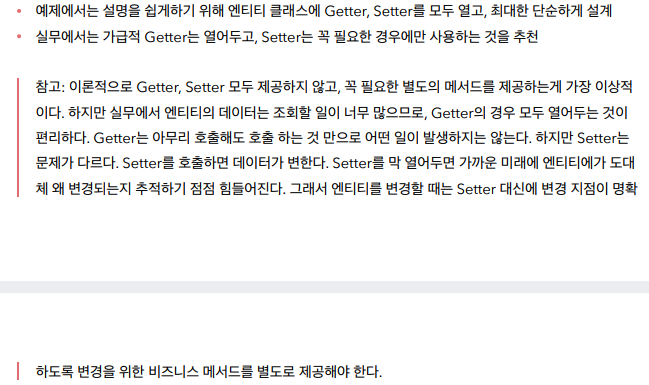 예제에서는 설명을 쉽게하기 위해 엔티티 클래스에 Getter, Setter를 모두 열고, 최대한 단순하게 설계
실무에서는 가급적 Getter는 열어두고, Setter는 꼭 필요한 경우에만 사용하는 것을 추천
참고: 이론적으로 Getter, Setter 모두 제공하지 않고, 꼭 필요한 별도의 메서드를 제공하는게 가장 이상적
이다. 하지만 실무에서 엔티티의 데이터는 조회할 일이 너무 많으므로, Getter의 경우 모두 열어두는 것이
편리하다. Getter는 아무리 호출해도 호출 하는 것 만으로 어떤 일이 발생하지는 않는다. 하지만 Setter는
문제가 다르다. Setter를 호출하면 데이터가 변한다. Setter를 막 열어두면 가까운 미래에 엔티티에가 도대
체 왜 변경되는지 추적하기 점점 힘들어진다. 그래서 엔티티를 변경할 때는 Setter 대신에 변경 지점이 명확
하도록 변경을 위한 비즈니스 메서드를 별도로 제공해야 한다.